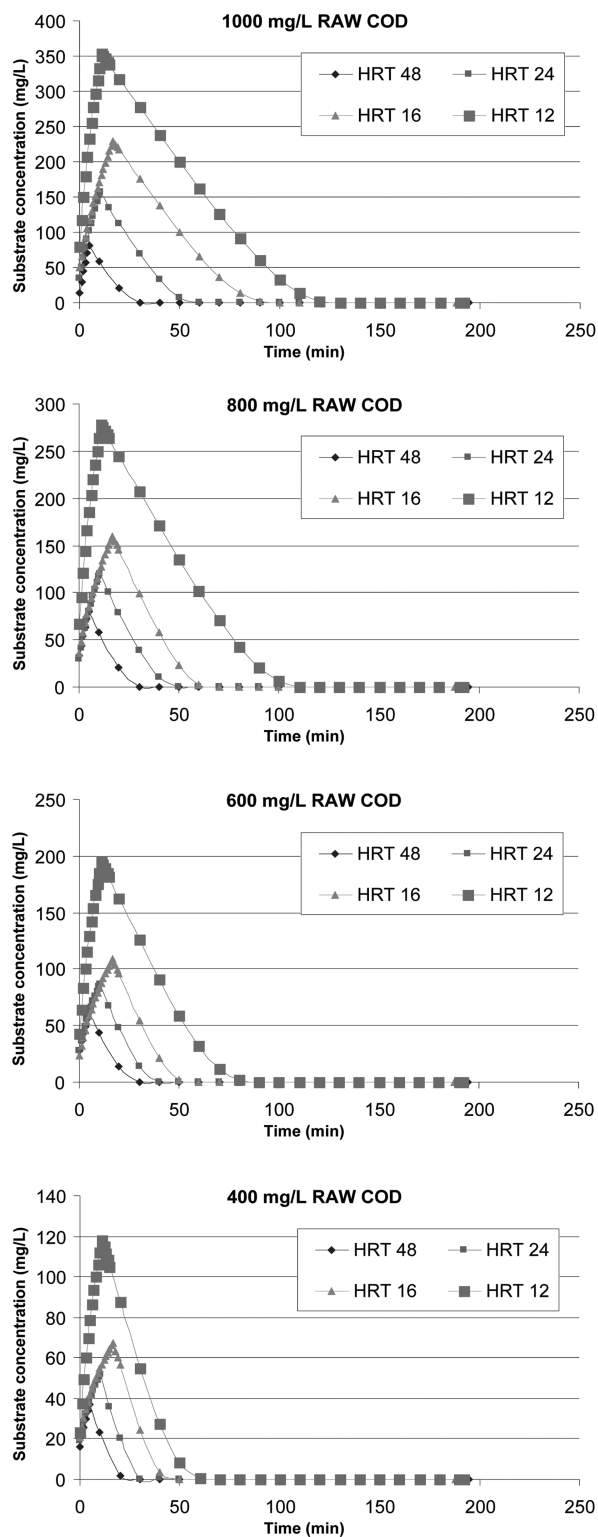 1000 mg/L RAW COD
Substrate concentration (mg/L)
400
350
300
250
200
150
100
50
0
HRT 48
HRT 24
HRT 16
HRT 12
0 50 100 150 200 250
Time (min)
800 mg/L RAW COD
Substrate concentration (mg/L)
300
250
200
150
100
50
0
HRT 48
HRT 24
HRT 16
HRT 12
0 50 100 150 200 250
Time (min)
600 mg/L RAW COD
Substrate concentration (mg/L)
250
200
150
100
50
0
HRT 48
HRT 24
HRT 16
HRT 12
0 50 100 150 200 250
Time (min)
400 mg/L RAW COD
Substrate concentration (mg/L)
140
120
100
80
60
40
20
0
HRT 48
HRT 24
HRT 16
HRT 12
0 50 100 150 200 250
Time (min)